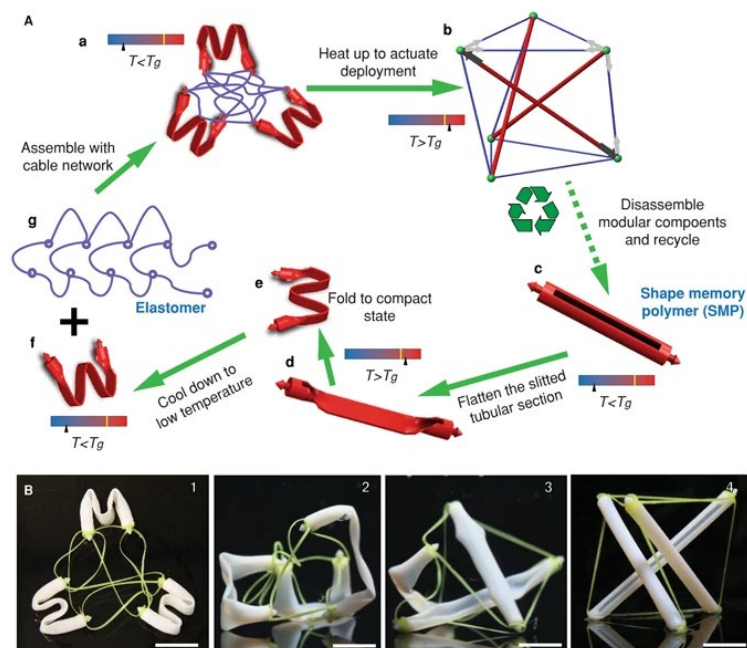 A
a
T<Tg
Heat up to actuate
deployment
b
T>Tg
Assemble with
cable network
Disassemble
modular compoents
and recycle
g
Elastomer
+
e
Fold to compact
state
c
Shape memory
polymer (SMP)
f
T>Tg
d
Cool down to
low temperature
Flatten the slitted
tubular section
T<Tg
T<Tg
B
1
2
3
4